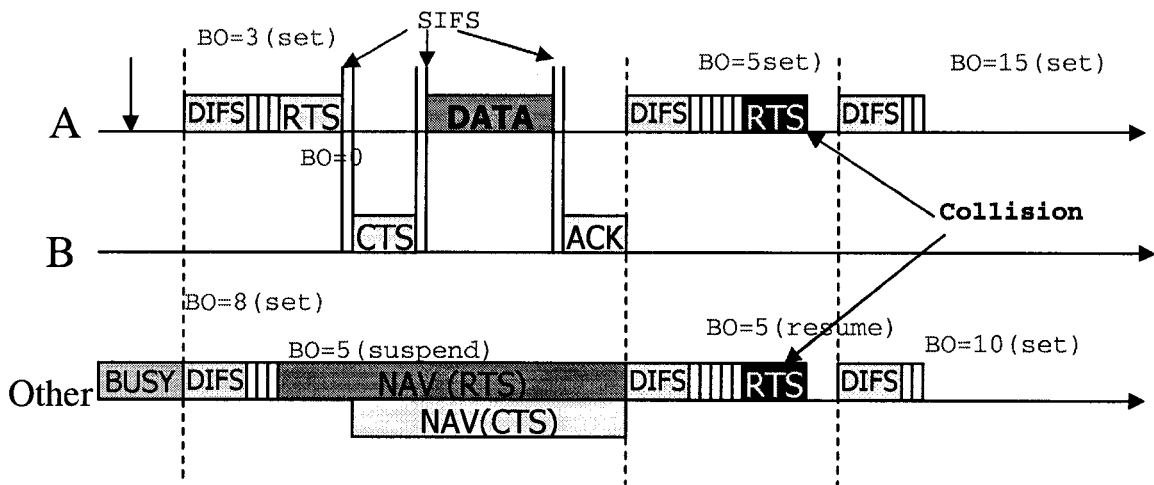 SIFS
BO=3(set)
BO=5set)
BO=15(set)
A
DIFS
RTS
DATA
DIFS
RTS
DIFS
BO=0
Collision
B
CTS
ACK
BO=8(set)
BO=5(suspend)
BO=5(resume)
BO=10(set)
Other
BUSY
DIFS
NAV (RTS)
DIFS
RTS
DIFS
NAV(CTS)